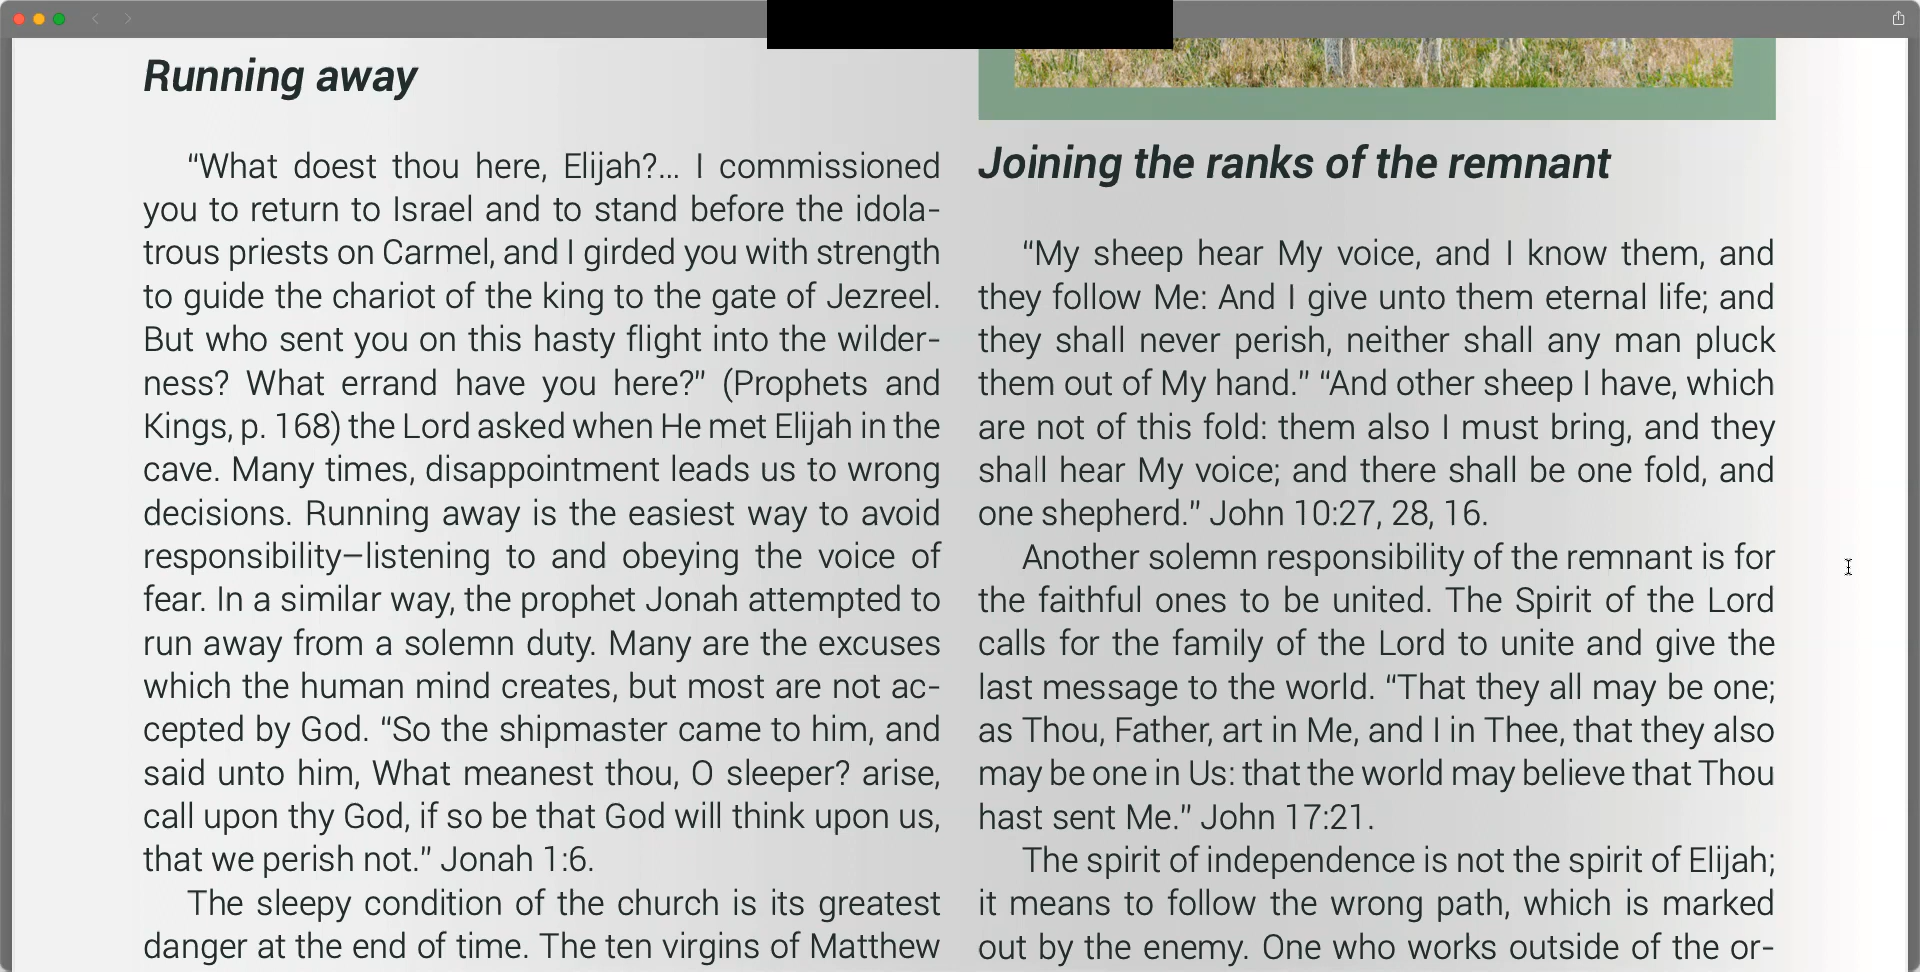 Running away
“What doest thou here, Elijah?... I commissioned
you to return to Israel and to stand before the idola-
trous priests on Carmel, and I girded you with strength
to guide the chariot of the king to the gate of Jezreel.
But who sent you on this hasty flight into the wilder-
ness? What errand have you here?” (Prophets and
Kings, p. 168) the Lord asked when He met Elijah in the
cave. Many times, disappointment leads us to wrong
decisions. Running away is the easiest way to avoid
responsibility—listening to and obeying the voice of
fear. In a similar way, the prophet Jonah attempted to
run away from a solemn duty. Many are the excuses
which the human mind creates, but most are not ac-
cepted by God. “So the shipmaster came to him, and
said unto him, What meanest thou, O sleeper? arise,
call upon thy God, if so be that God will think upon us,
that we perish not.” Jonah 1:6.
The sleepy condition of the church is its greatest
danger at the end of time. The ten virgins of Matthew
Joining the ranks of the remnant
“My sheep hear My voice, and I know them, and
they follow Me: And I give unto them eternal life; and
they shall never perish, neither shall any man pluck
them out of My hand.” “And other sheep I have, which
are not of this fold: them also I must bring, and they
shall hear My voice; and there shall be one fold, and
one shepherd.” John 10:27, 28, 16.
Another solemn responsibility of the remnant is for
the faithful ones to be united. The Spirit of the Lord
calls for the family of the Lord to unite and give the
last message to the world. “That they all may be one;
as Thou, Father, art in Me, and I in Thee, that they also
may be one in Us: that the world may believe that Thou
hast sent Me.” John 17:21.
The spirit of independence is not the spirit of Elijah;
it means to follow the wrong path, which is marked
out by the enemy. One who works outside of the or-